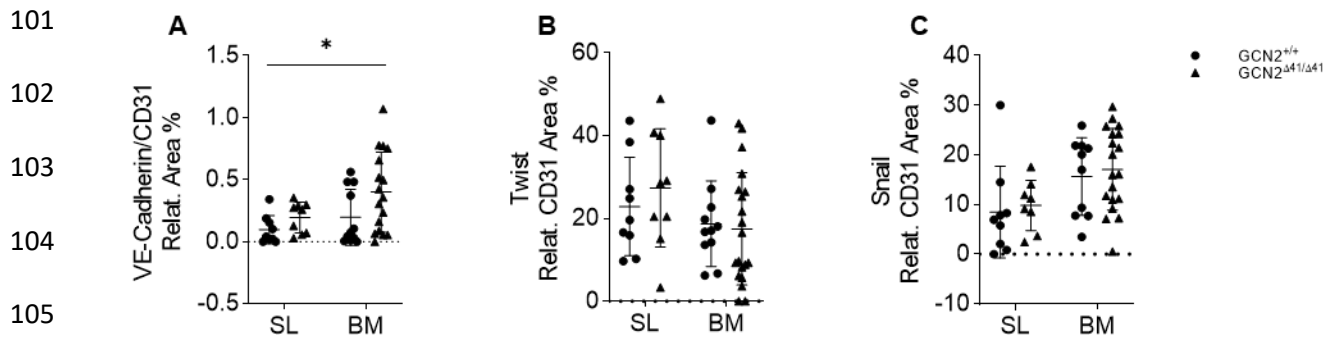 101
102
103
104
105
A
VE-Cadherin/CD31
Relat. Area %
1.5
1.0
0.5
0.0
-0.5
*
SL BM
B
Twist
Relat. CD31 Area %
60
40
20
0
SL BM
C
Snail
Relat. CD31 Area %
40
30
20
10
0
-10
SL BM
GCN2+/+
GCN2Δ41/Δ41